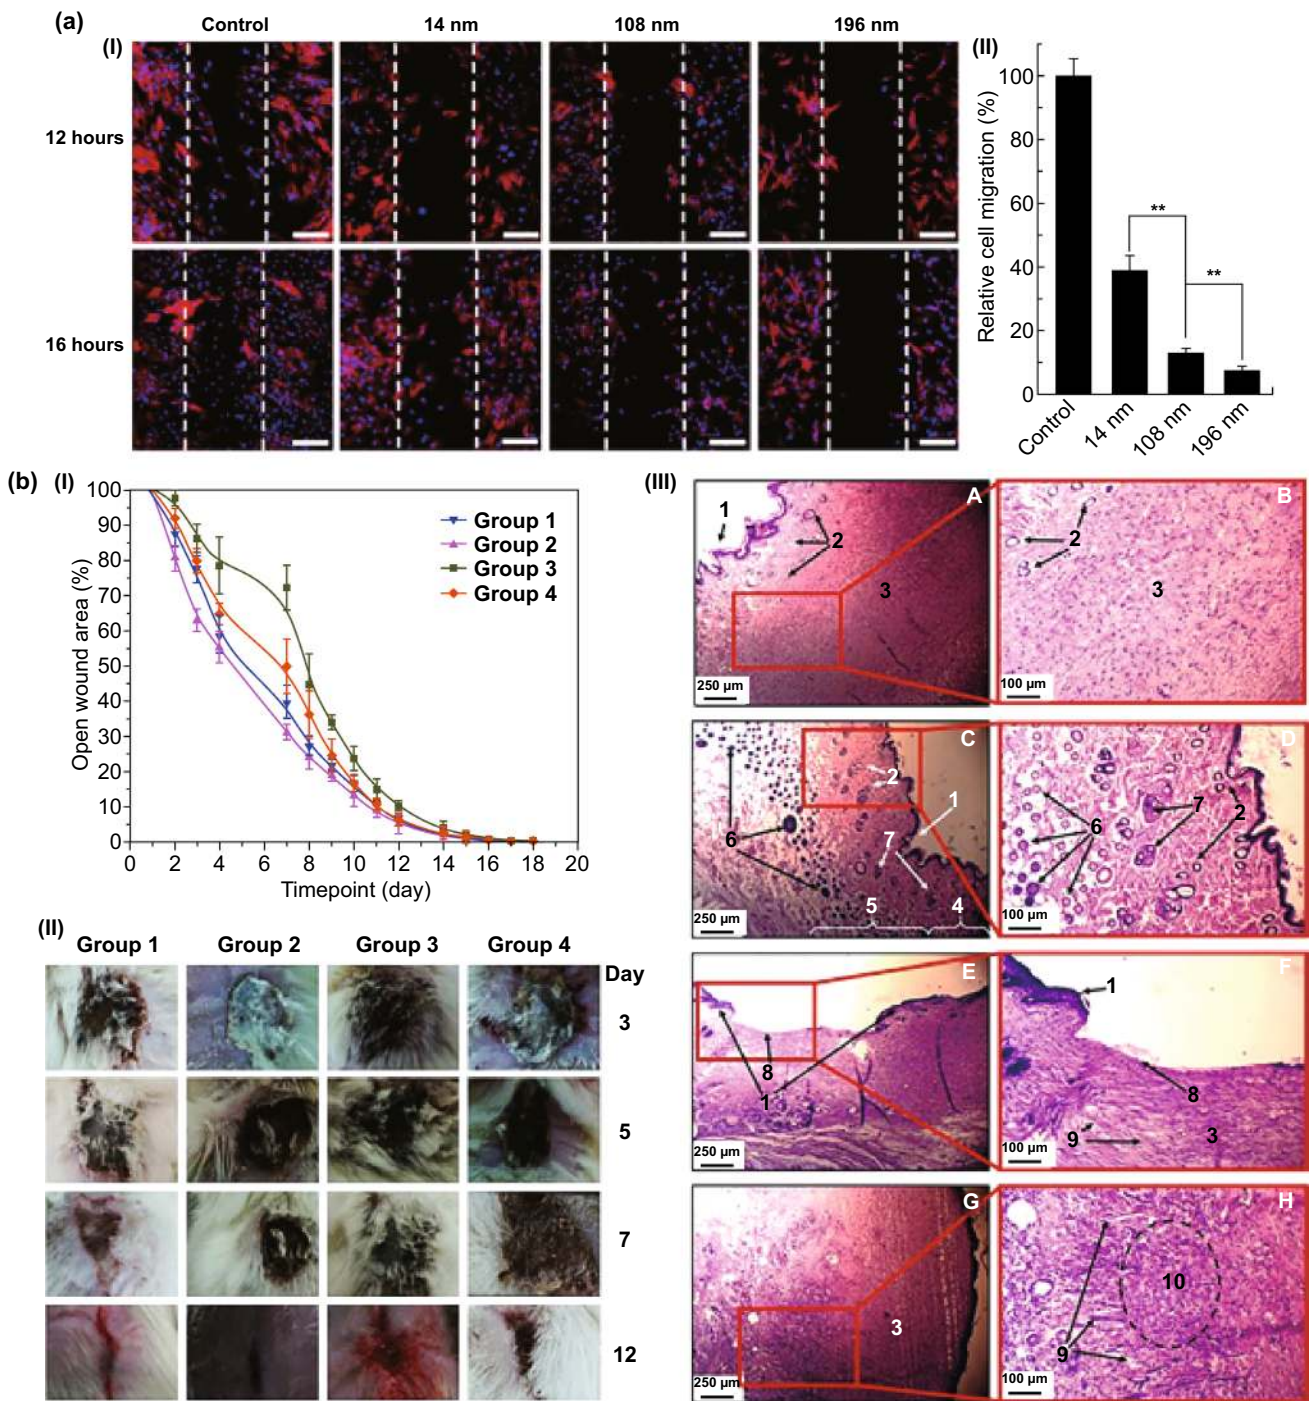 (a)
Control
14 nm
108 nm
196 nm
(I)
12 hours
16 hours
(II)
Relative cell migration (%)
100
80
60
40
20
0
**
**
Control
14 nm
108 nm
196 nm
(b)
(I)
Open wound area (%)
100
90
80
70
60
50
40
30
20
10
0
0 2 4 6 8 10 12 14 16 18 20
Timepoint (day)
Group 1
Group 2
Group 3
Group 4
(II)
Group 1
Group 2
Group 3
Group 4
Day
3
5
7
12
(III)
A
1
2
3
250 µm
B
2
3
100 µm
C
2
1
6
7
5
4
250 µm
D
7
2
6
100 µm
E
8
1
250 µm
F
1
8
9
3
100 µm
G
3
250 µm
H
10
9
100 µm